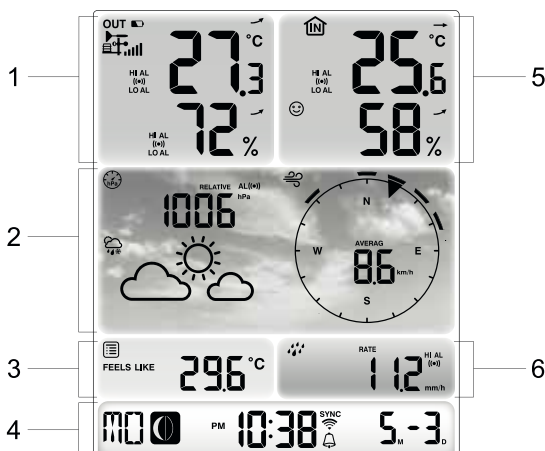 OUT
27.3 °C
HI AL
((•))
LO AL
72 %
HI AL
((•))
LO AL
1
IN
25.6 °C
HI AL
((•))
LO AL
58 %
5
hPa
RELATIVE AL((•))
1006 hPa
2
N
W
E
S
AVERAG
8.6 km/h
3
FEELS LIKE
29.6 °C
RATE
11.2 mm/h
HI AL
((•))
6
4
MO
PM 10:38
SYNC
5 M - 3 D